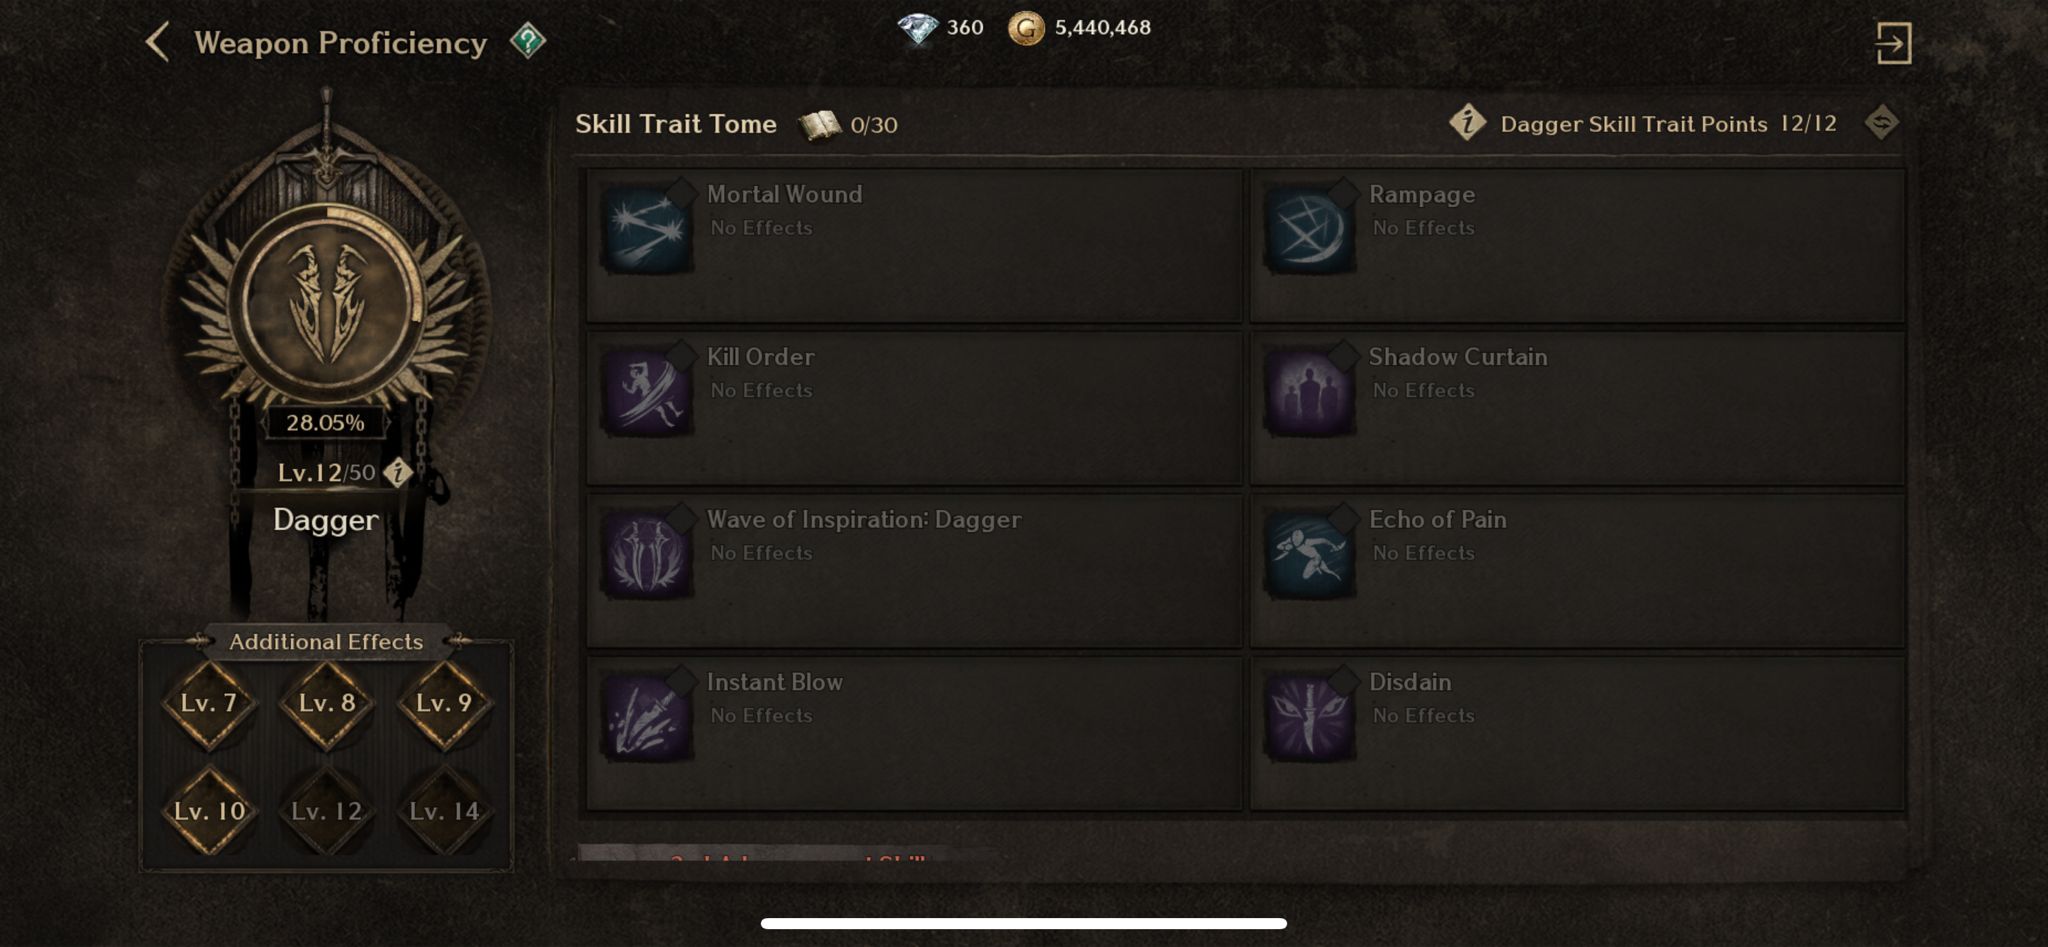 Weapon Proficiency
360
5,440,468
Skill Trait Tome
0/30
Dagger Skill Trait Points 12/12
Mortal Wound
No Effects
Rampage
No Effects
Kill Order
No Effects
Shadow Curtain
No Effects
Wave of Inspiration: Dagger
No Effects
Echo of Pain
No Effects
Instant Blow
No Effects
Disdain
No Effects
28.05%
Lv.12/50
Dagger
Additional Effects
Lv. 7
Lv. 8
Lv. 9
Lv. 10
Lv. 12
Lv. 14